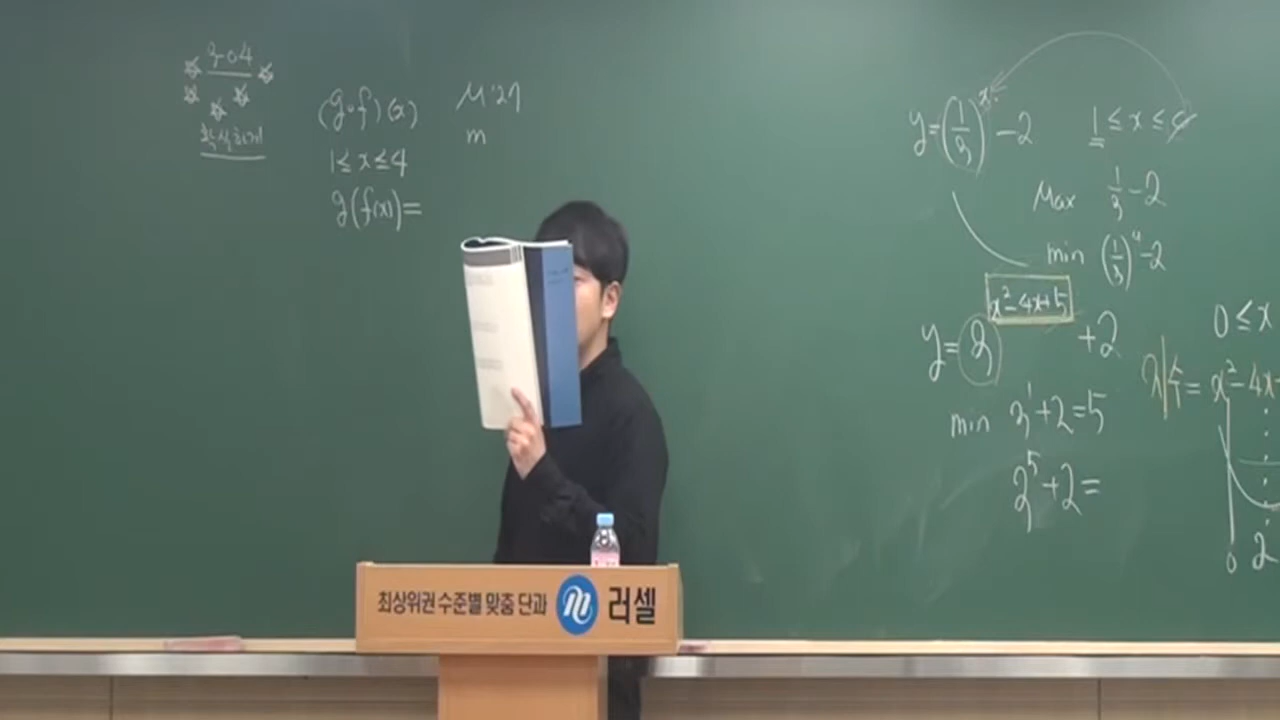 확실하게
(g∘f)(x)
1≤x≤4
g(f(x)=
M '27
m
y=(1/3)^x -2
1≤x≤4
Max 1/3 -2
min (1/3)^4 -2
x²-4x+5
y=3 +2
min 3¹+2=5
3⁵+2=
0≤x
지수=x²-4x
0 2
최상위권 수준별 맞춤 단과 러셀